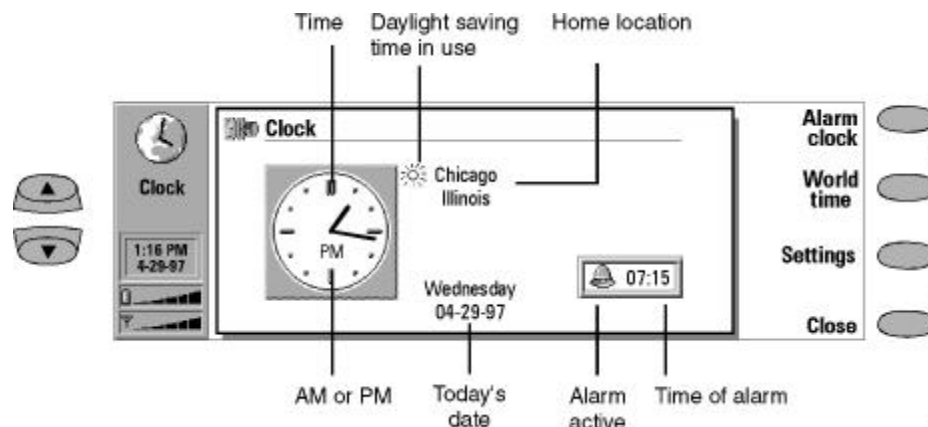 Time
Daylight saving
time in use
Home location
Clock
1:16 PM
4-29-97
Clock
Chicago
Illinois
PM
Wednesday
04-29-97
07:15
Alarm
clock
World
time
Settings
Close
AM or PM
Today's
date
Alarm
active
Time of alarm